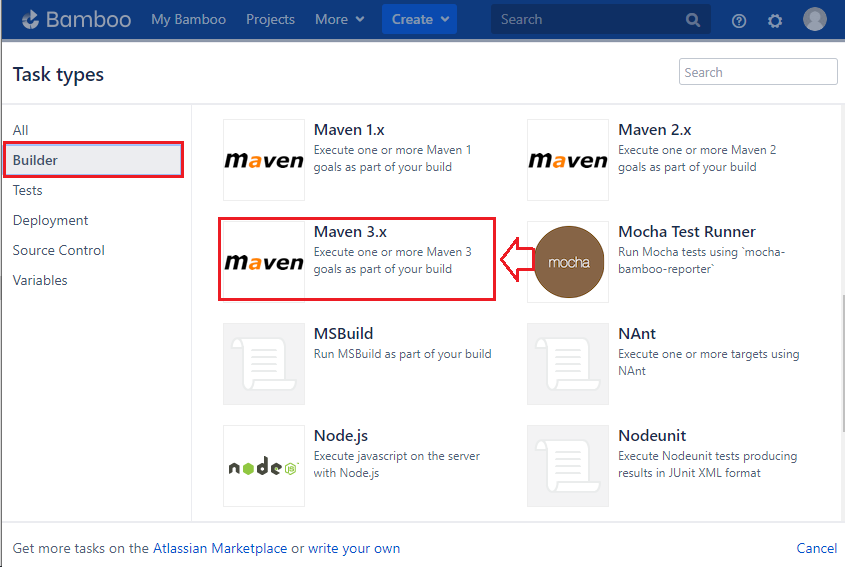 Bamboo My Bamboo Projects More Create Search
Task types
Search
All
Builder
Tests
Deployment
Source Control
Variables
maven
Maven 1.x
Execute one or more Maven 1
goals as part of your build
maven
Maven 2.x
Execute one or more Maven 2
goals as part of your build
maven
Maven 3.x
Execute one or more Maven 3
goals as part of your build
mocha
Mocha Test Runner
Run Mocha tests using `mocha-
bamboo-reporter`
MSBuild
Run MSBuild as part of your build
NAnt
Execute one or more targets using
NAnt
node JS
Node.js
Execute javascript on the server
with Node.js
Nodeunit
Execute Nodeunit tests producing
results in JUnit XML format
Get more tasks on the Atlassian Marketplace or write your own
Cancel